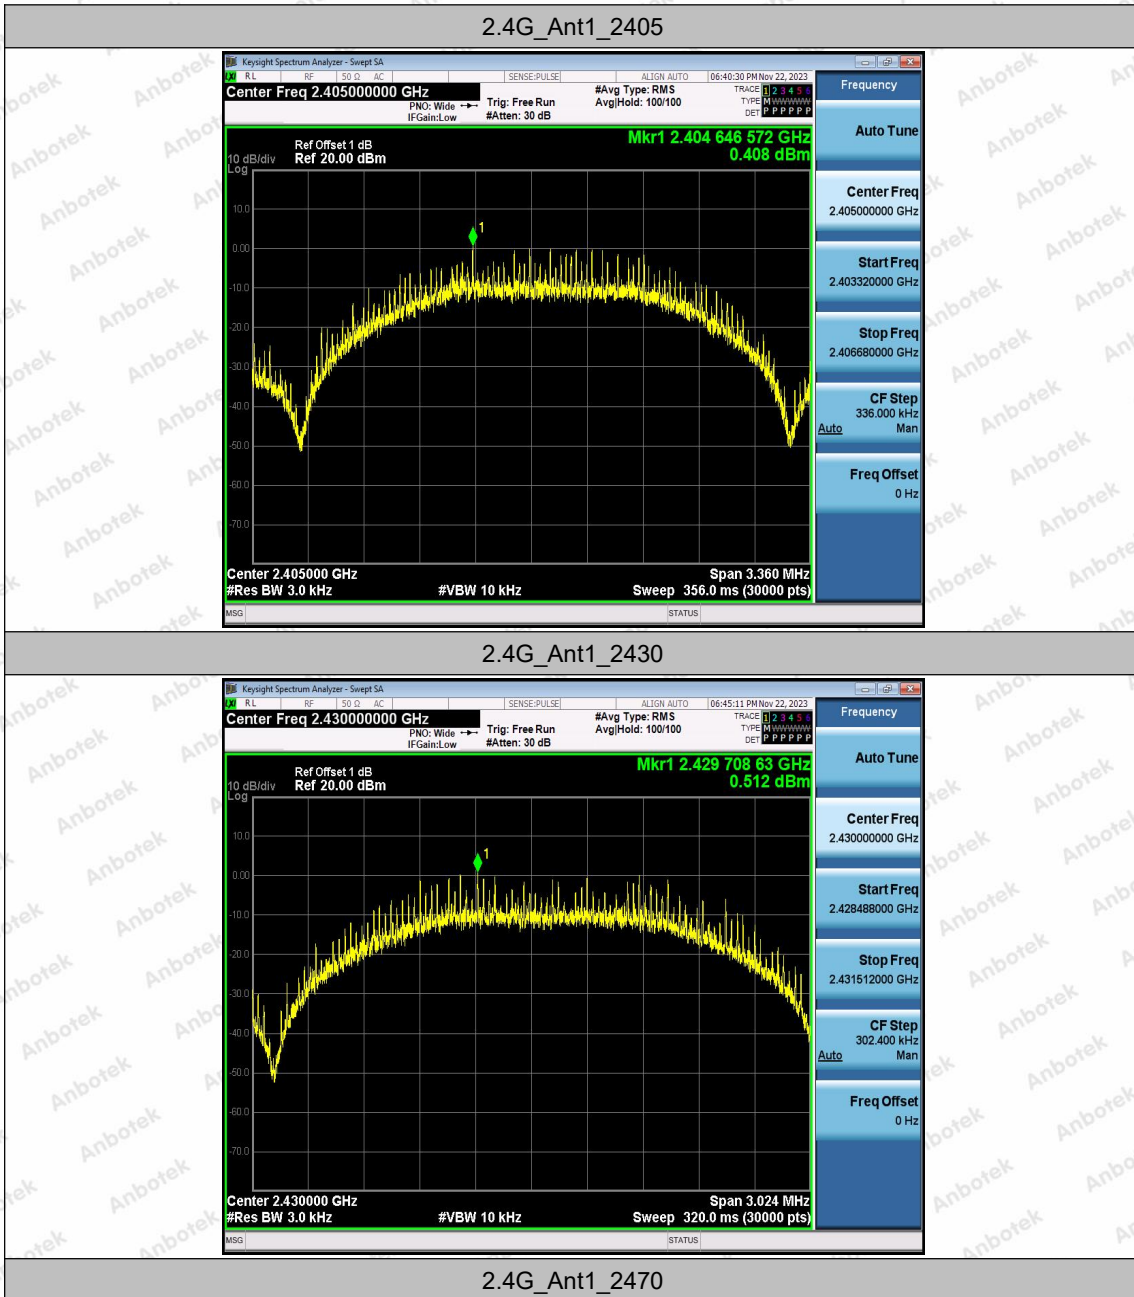 2.4G_Ant1_2405
Keysight Spectrum Analyzer - Swept SA
LXI RL RF 50 Ω AC SENSE:PULSE ALIGN AUTO 06:40:30 PM Nov 22, 2023
Center Freq 2.405000000 GHz
PNO: Wide
IFGain:Low
Trig: Free Run
#Atten: 30 dB
#Avg Type: RMS
Avg|Hold: 100/100
TRACE 1 2 3 4 5 6
TYPE M WWWWW
DET P P P P P P
Mkr1 2.404 646 572 GHz
0.408 dBm
Ref Offset 1 dB
10 dB/div Ref 20.00 dBm
Log
10.0
0.00
-10.0
-20.0
-30.0
-40.0
-50.0
-60.0
-70.0
1
Center 2.405000 GHz Span 3.360 MHz
#Res BW 3.0 kHz #VBW 10 kHz Sweep 356.0 ms (30000 pts)
MSG STATUS
Frequency
Auto Tune
Center Freq
2.405000000 GHz
Start Freq
2.403320000 GHz
Stop Freq
2.406680000 GHz
CF Step
336.000 kHz
Auto Man
Freq Offset
0 Hz
2.4G_Ant1_2430
Keysight Spectrum Analyzer - Swept SA
LXI RL RF 50 Ω AC SENSE:PULSE ALIGN AUTO 06:45:11 PM Nov 22, 2023
Center Freq 2.430000000 GHz
PNO: Wide
IFGain:Low
Trig: Free Run
#Atten: 30 dB
#Avg Type: RMS
Avg|Hold: 100/100
TRACE 1 2 3 4 5 6
TYPE M WWWWW
DET P P P P P P
Mkr1 2.429 708 63 GHz
0.512 dBm
Ref Offset 1 dB
10 dB/div Ref 20.00 dBm
Log
10.0
0.00
-10.0
-20.0
-30.0
-40.0
-50.0
-60.0
-70.0
1
Center 2.430000 GHz Span 3.024 MHz
#Res BW 3.0 kHz #VBW 10 kHz Sweep 320.0 ms (30000 pts)
MSG STATUS
Frequency
Auto Tune
Center Freq
2.430000000 GHz
Start Freq
2.428488000 GHz
Stop Freq
2.431512000 GHz
CF Step
302.400 kHz
Auto Man
Freq Offset
0 Hz
2.4G_Ant1_2470
Anbotek